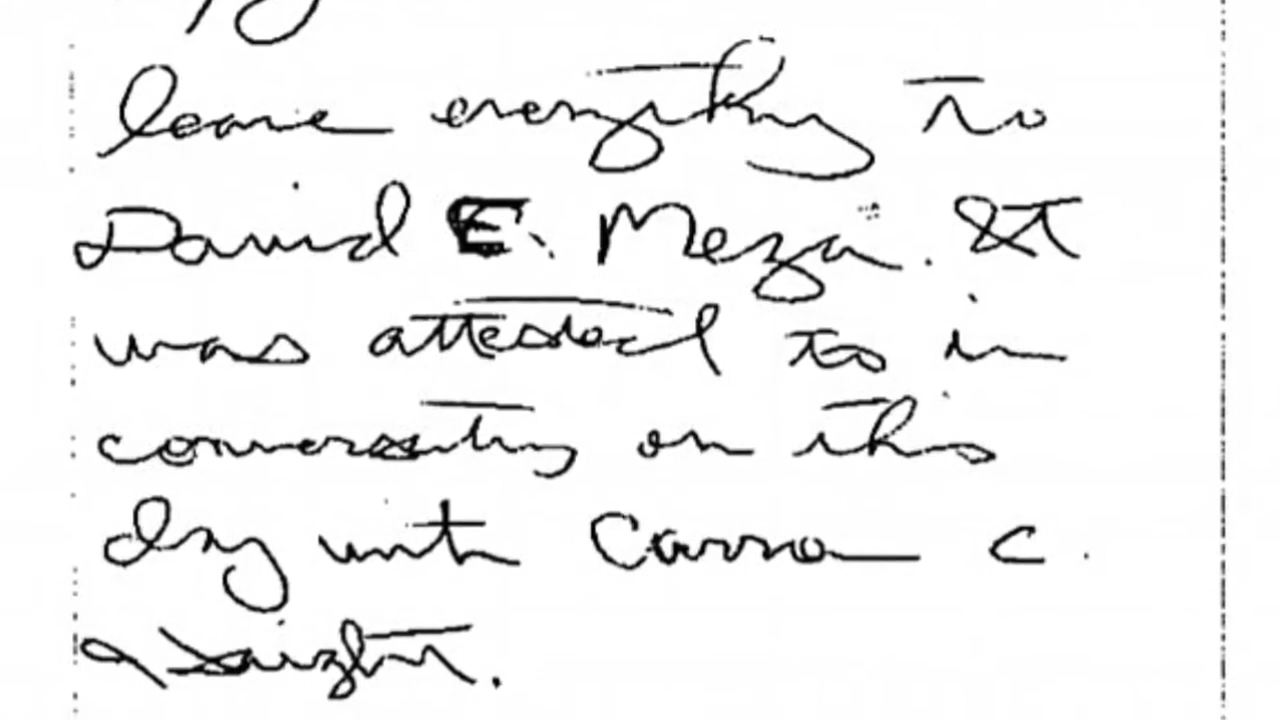 leave everything to
David E. Meza. It
was attested to in
conversation on this
day with C.